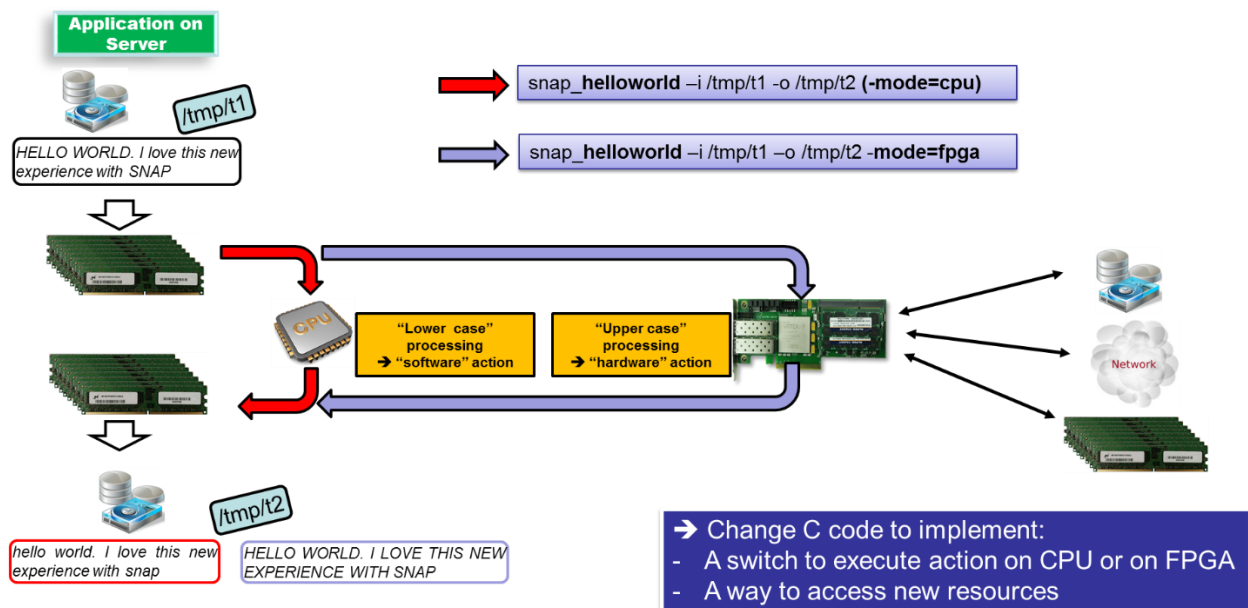 Application on
Server
/tmp/t1
HELLO WORLD. I love this new
experience with SNAP
snap_helloworld –i /tmp/t1 -o /tmp/t2 (-mode=cpu)
snap_helloworld –i /tmp/t1 –o /tmp/t2 -mode=fpga
CPU
“Lower case”
processing
➔ “software” action
“Upper case”
processing
➔ “hardware” action
Network
/tmp/t2
hello world. I love this new
experience with snap
HELLO WORLD. I LOVE THIS NEW
EXPERIENCE WITH SNAP
➔ Change C code to implement:
- A switch to execute action on CPU or on FPGA
- A way to access new resources